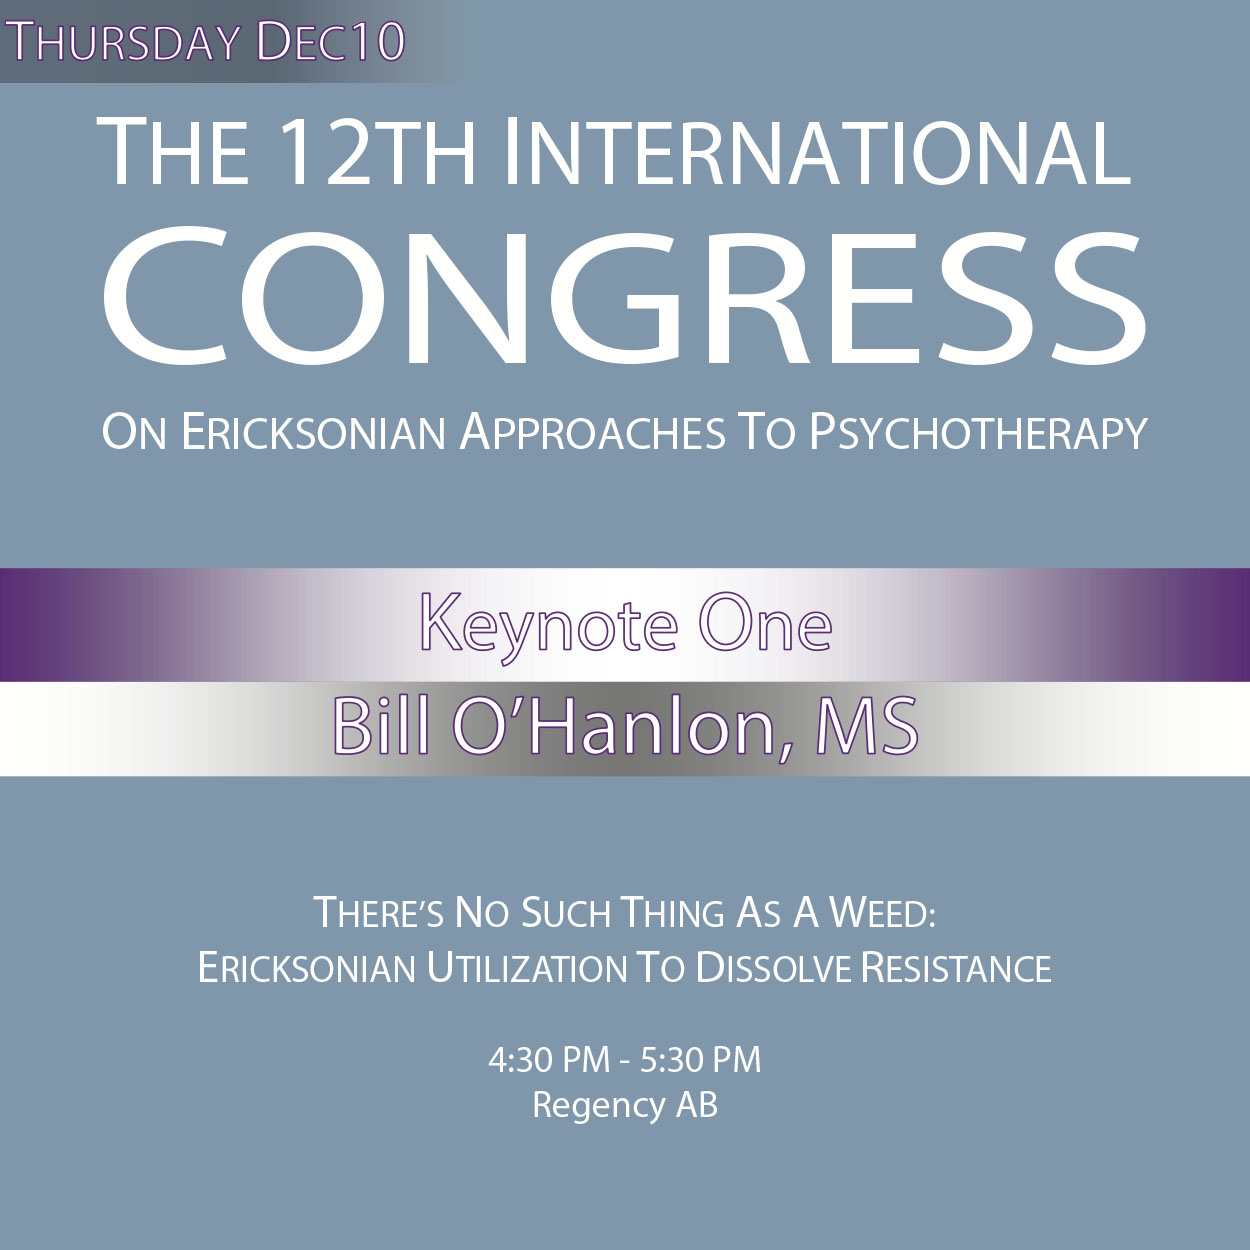 Thursday Dec10
The 12th International
Congress
On Ericksonian Approaches To Psychotherapy
Keynote One
Bill O’Hanlon, MS
There’s No Such Thing As A Weed:
Ericksonian Utilization To Dissolve Resistance
4:30 PM - 5:30 PM
Regency AB